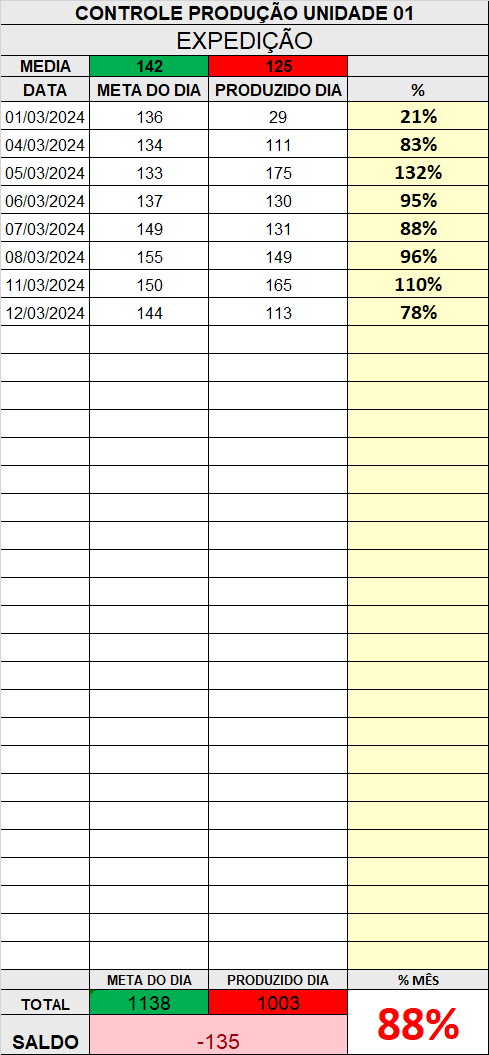 CONTROLE PRODUÇÃO UNIDADE 01
EXPEDIÇÃO
MEDIA 142 125
DATA META DO DIA PRODUZIDO DIA %
01/03/2024 136 29 21%
04/03/2024 134 111 83%
05/03/2024 133 175 132%
06/03/2024 137 130 95%
07/03/2024 149 131 88%
08/03/2024 155 149 96%
11/03/2024 150 165 110%
12/03/2024 144 113 78%
META DO DIA PRODUZIDO DIA % MÊS
TOTAL 1138 1003 88%
SALDO -135